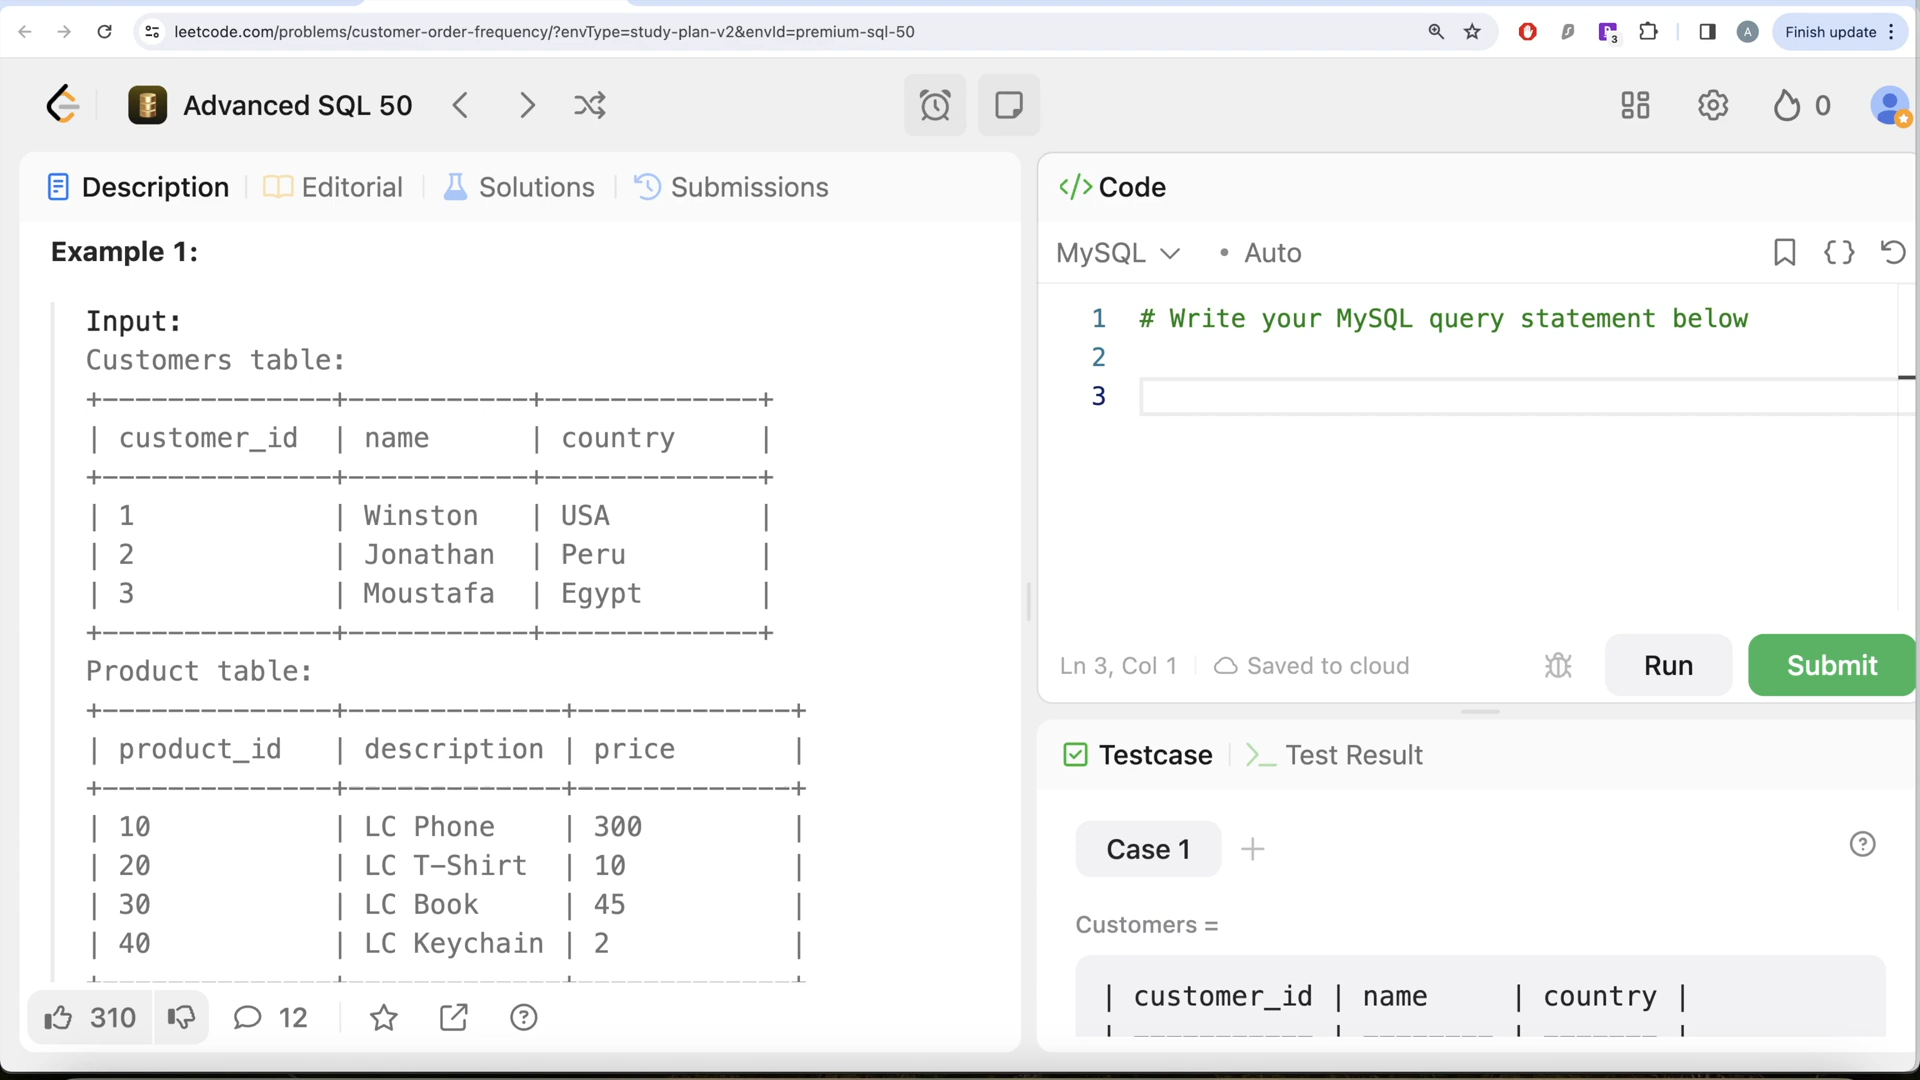 leetcode.com/problems/customer-order-frequency/?envType=study-plan-v2&envId=premium-sql-50
3
A
Finish update
Advanced SQL 50
0
Description
Editorial
Solutions
Submissions
Example 1:
Input:
Customers table:
+---------------+-----------+-------------+
| customer_id | name | country |
+---------------+-----------+-------------+
| 1 | Winston | USA |
| 2 | Jonathan | Peru |
| 3 | Moustafa | Egypt |
+---------------+-----------+-------------+
Product table:
+---------------+-------------+-------------+
| product_id | description | price |
+---------------+-------------+-------------+
| 10 | LC Phone | 300 |
| 20 | LC T-Shirt | 10 |
| 30 | LC Book | 45 |
| 40 | LC Keychain | 2 |
310
12
</> Code
MySQL • Auto
1 # Write your MySQL query statement below
2
3
Ln 3, Col 1
Saved to cloud
Run
Submit
Testcase
>_ Test Result
Case 1 +
Customers =
| customer_id | name | country |
| ----------- | -------- | ------- |